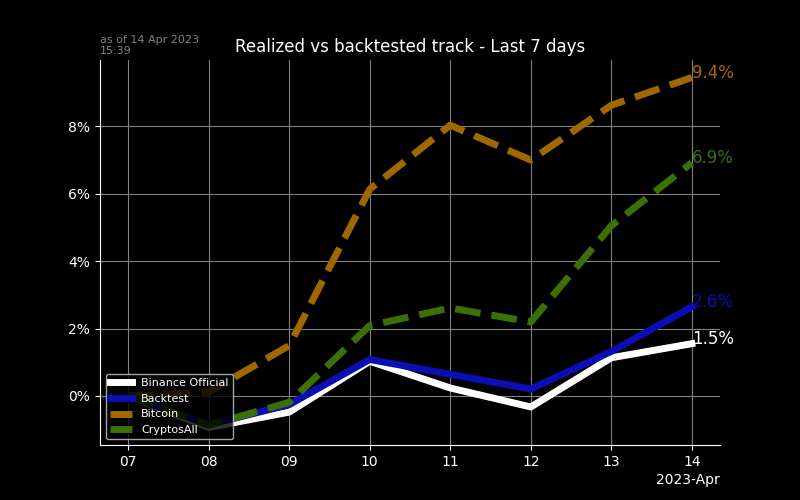 as of 14 Apr 2023
15:39
Realized vs backtested track - Last 7 days
9.4%
8%
6.9%
6%
4%
2.6%
2%
1.5%
0%
Binance Official
Backtest
Bitcoin
CryptosAll
07 08 09 10 11 12 13 14
2023-Apr